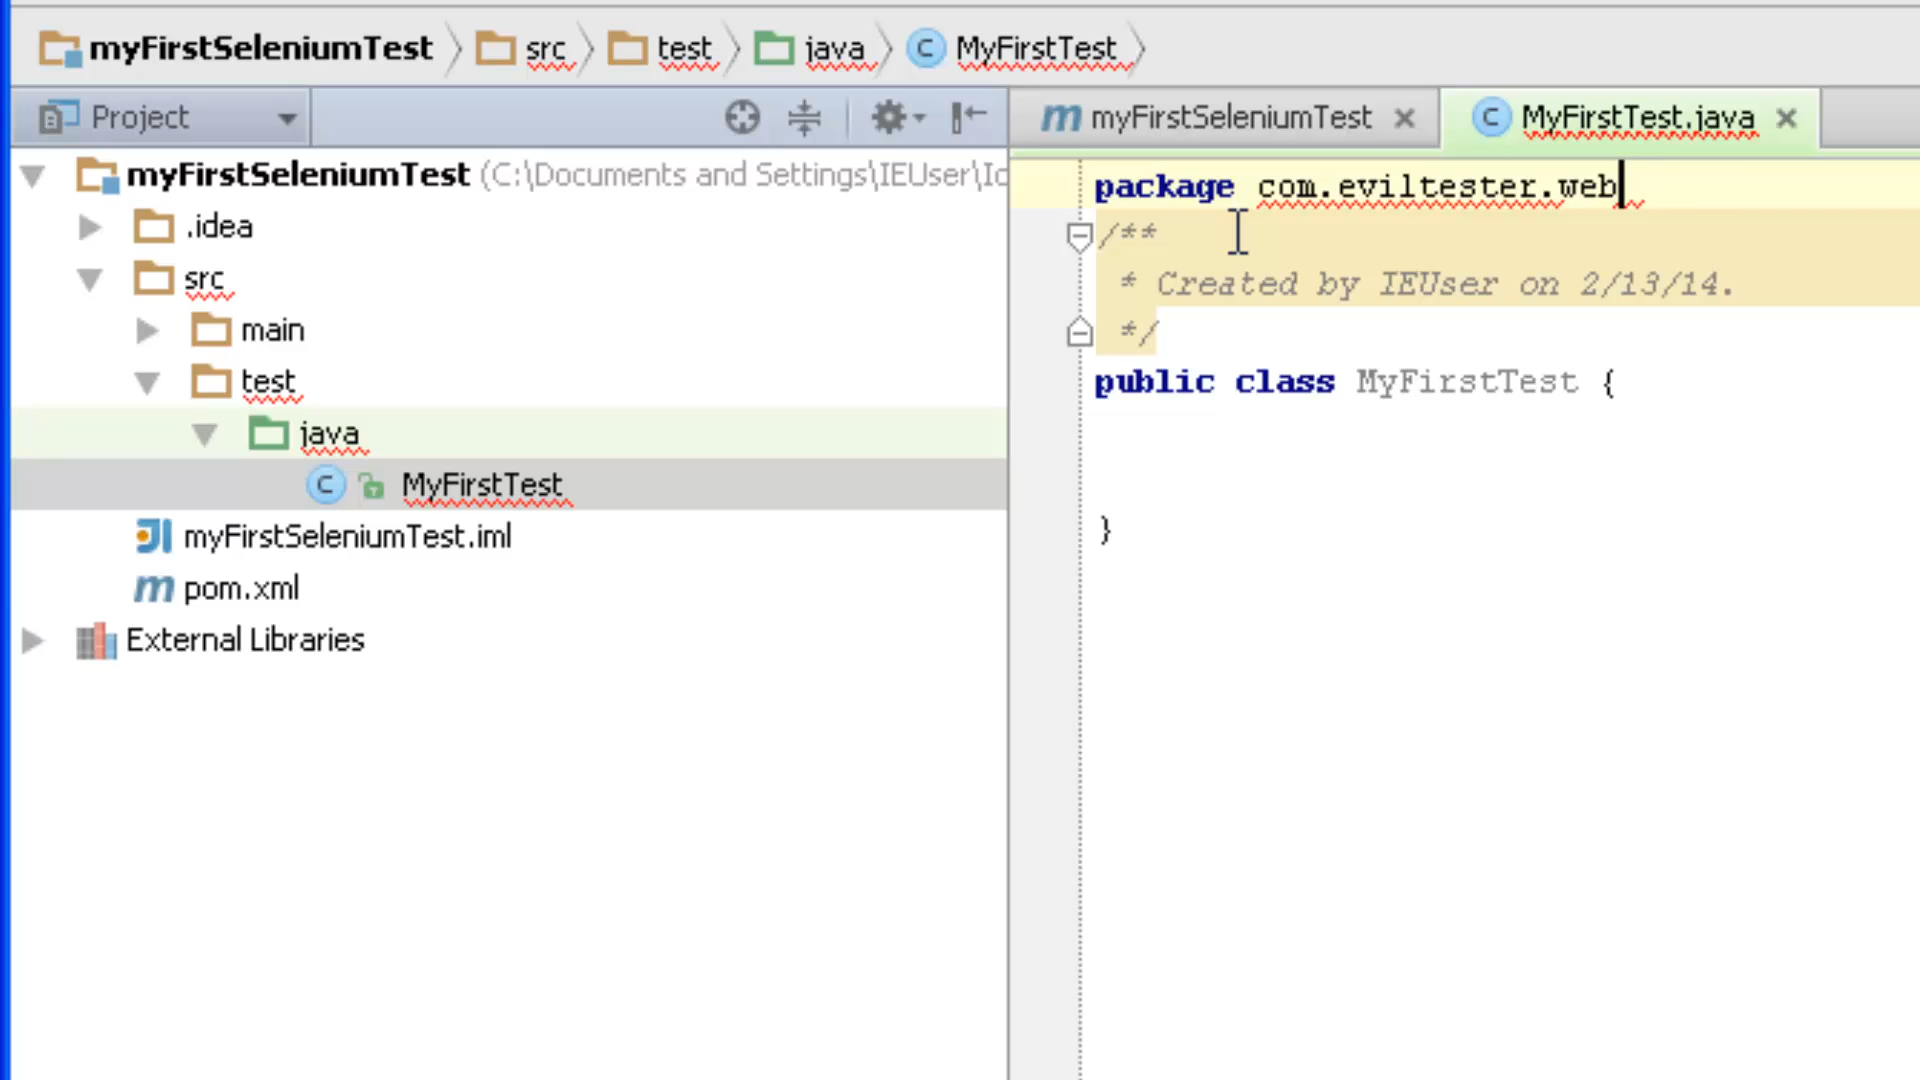 myFirstSeleniumTest src test java MyFirstTest
Project
myFirstSeleniumTest (C:\Documents and Settings\IEUser\Id
.idea
src
main
test
java
MyFirstTest
myFirstSeleniumTest.iml
pom.xml
External Libraries
myFirstSeleniumTest MyFirstTest.java
package com.eviltester.web
/**
* Created by IEUser on 2/13/14.
*/
public class MyFirstTest {
}